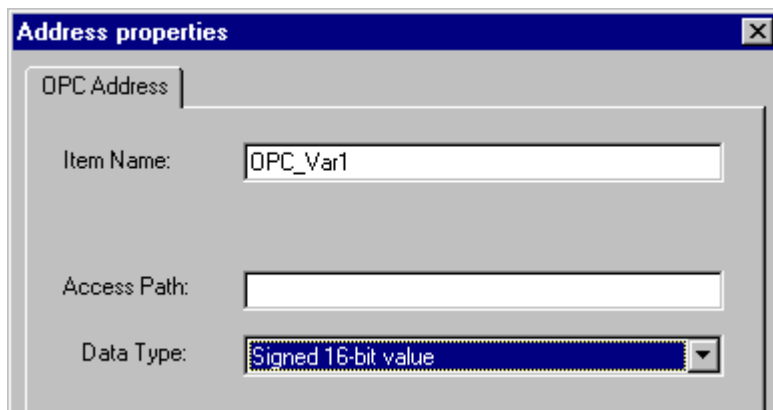 Address properties
OPC Address
Item Name: OPC_Var1
Access Path:
Data Type: Signed 16-bit value